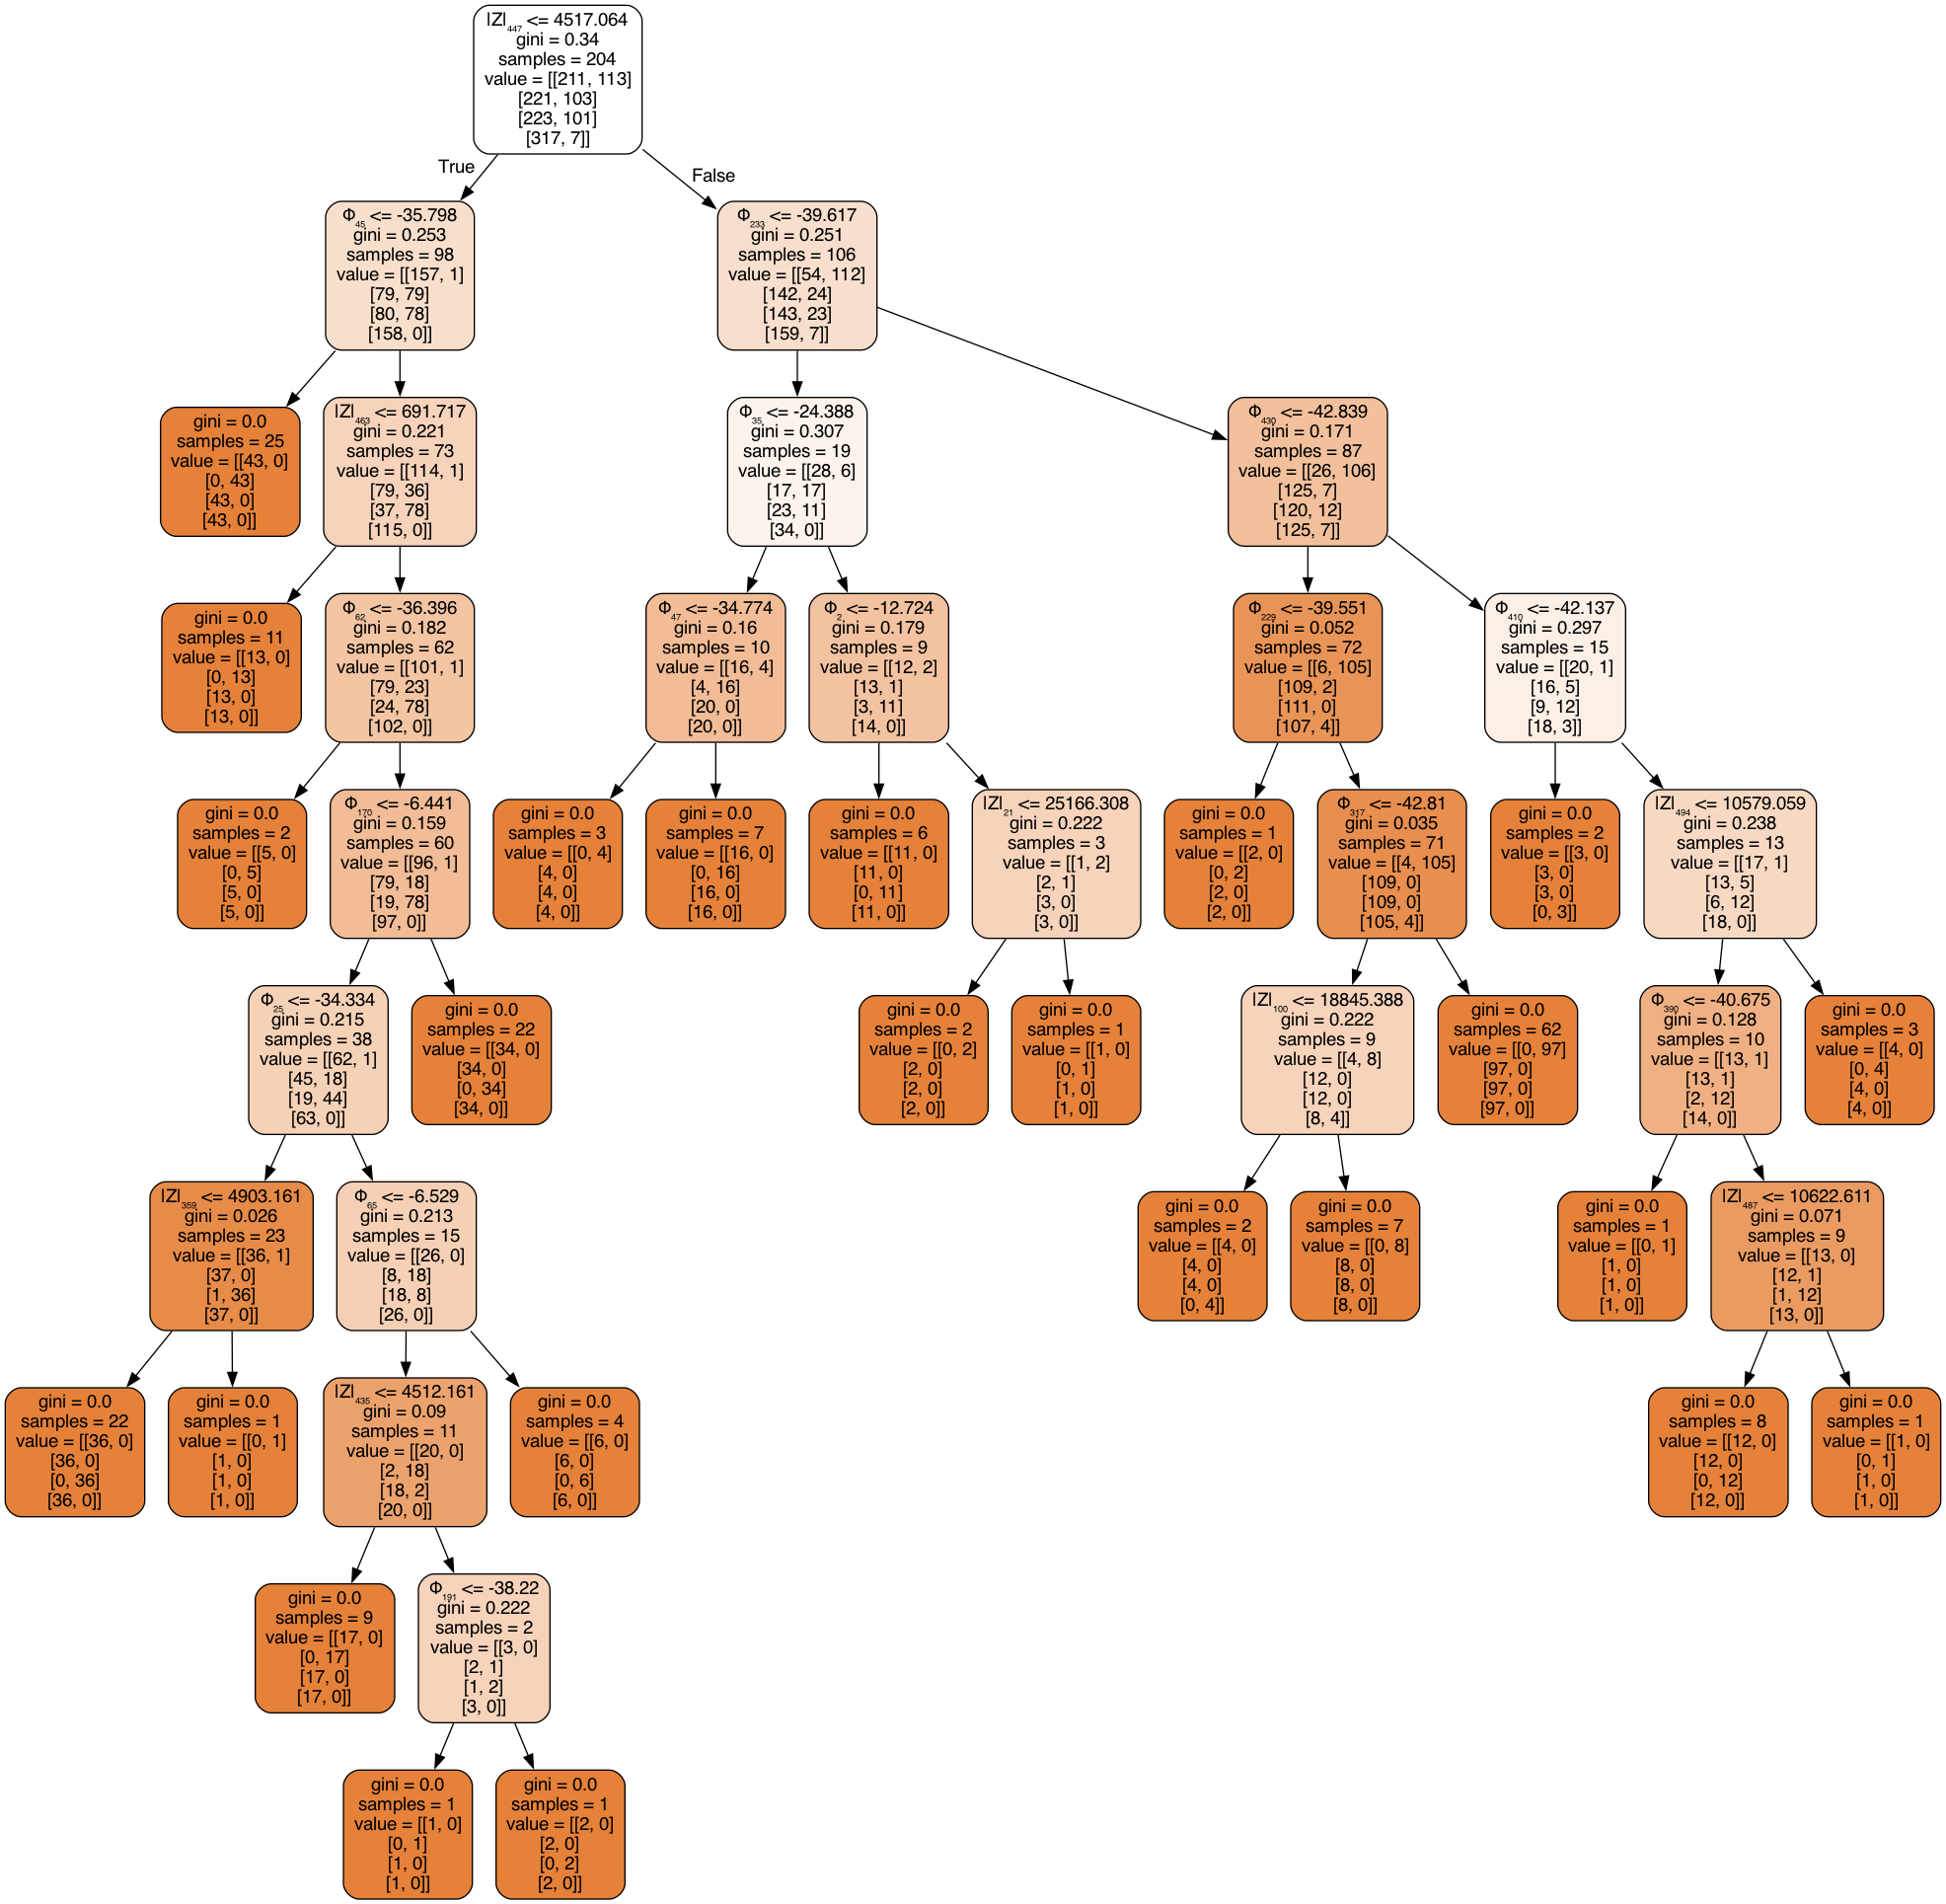 |Z|₄₄₇ <= 4517.064
gini = 0.34
samples = 204
value = [[211, 113]
[221, 103]
[223, 101]
[317, 7]]
True
False
Φ₄₅ <= -35.798
gini = 0.253
samples = 98
value = [[157, 1]
[79, 79]
[80, 78]
[158, 0]]
Φ₂₃₃ <= -39.617
gini = 0.251
samples = 106
value = [[54, 112]
[142, 24]
[143, 23]
[159, 7]]
gini = 0.0
samples = 25
value = [[43, 0]
[0, 43]
[43, 0]
[43, 0]]
|Z|₄₆₃ <= 691.717
gini = 0.221
samples = 73
value = [[114, 1]
[79, 36]
[37, 78]
[115, 0]]
Φ₃₅ <= -24.388
gini = 0.307
samples = 19
value = [[28, 6]
[17, 17]
[23, 11]
[34, 0]]
Φ₄₃₀ <= -42.839
gini = 0.171
samples = 87
value = [[26, 106]
[125, 7]
[120, 12]
[125, 7]]
gini = 0.0
samples = 11
value = [[13, 0]
[0, 13]
[13, 0]
[13, 0]]
Φ₆₂ <= -36.396
gini = 0.182
samples = 62
value = [[101, 1]
[79, 23]
[24, 78]
[102, 0]]
Φ₄₇ <= -34.774
gini = 0.16
samples = 10
value = [[16, 4]
[4, 16]
[20, 0]
[20, 0]]
Φ₂ <= -12.724
gini = 0.179
samples = 9
value = [[12, 2]
[13, 1]
[3, 11]
[14, 0]]
Φ₂₂₉ <= -39.551
gini = 0.052
samples = 72
value = [[6, 105]
[109, 2]
[111, 0]
[107, 4]]
Φ₄₁₀ <= -42.137
gini = 0.297
samples = 15
value = [[20, 1]
[16, 5]
[9, 12]
[18, 3]]
gini = 0.0
samples = 2
value = [[5, 0]
[0, 5]
[5, 0]
[5, 0]]
Φ₁₇₀ <= -6.441
gini = 0.159
samples = 60
value = [[96, 1]
[79, 18]
[19, 78]
[97, 0]]
gini = 0.0
samples = 3
value = [[0, 4]
[4, 0]
[4, 0]
[4, 0]]
gini = 0.0
samples = 7
value = [[16, 0]
[0, 16]
[16, 0]
[16, 0]]
gini = 0.0
samples = 6
value = [[11, 0]
[11, 0]
[0, 11]
[11, 0]]
|Z|₂₁ <= 25166.308
gini = 0.222
samples = 3
value = [[1, 2]
[2, 1]
[3, 0]
[3, 0]]
gini = 0.0
samples = 1
value = [[2, 0]
[0, 2]
[2, 0]
[2, 0]]
Φ₃₁₇ <= -42.81
gini = 0.035
samples = 71
value = [[4, 105]
[109, 0]
[109, 0]
[105, 4]]
gini = 0.0
samples = 2
value = [[3, 0]
[3, 0]
[3, 0]
[0, 3]]
|Z|₄₉₄ <= 10579.059
gini = 0.238
samples = 13
value = [[17, 1]
[13, 5]
[6, 12]
[18, 0]]
Φ₂₅ <= -34.334
gini = 0.215
samples = 38
value = [[62, 1]
[45, 18]
[19, 44]
[63, 0]]
gini = 0.0
samples = 22
value = [[34, 0]
[34, 0]
[0, 34]
[34, 0]]
gini = 0.0
samples = 2
value = [[0, 2]
[2, 0]
[2, 0]
[2, 0]]
gini = 0.0
samples = 1
value = [[1, 0]
[0, 1]
[1, 0]
[1, 0]]
|Z|₁₀₀ <= 18845.388
gini = 0.222
samples = 9
value = [[4, 8]
[12, 0]
[12, 0]
[8, 4]]
gini = 0.0
samples = 62
value = [[0, 97]
[97, 0]
[97, 0]
[97, 0]]
Φ₃₉₀ <= -40.675
gini = 0.128
samples = 10
value = [[13, 1]
[13, 1]
[2, 12]
[14, 0]]
gini = 0.0
samples = 3
value = [[4, 0]
[0, 4]
[4, 0]
[4, 0]]
|Z|₃₅₉ <= 4903.161
gini = 0.026
samples = 23
value = [[36, 1]
[37, 0]
[1, 36]
[37, 0]]
Φ₆₅ <= -6.529
gini = 0.213
samples = 15
value = [[26, 0]
[8, 18]
[18, 8]
[26, 0]]
gini = 0.0
samples = 2
value = [[4, 0]
[4, 0]
[4, 0]
[0, 4]]
gini = 0.0
samples = 7
value = [[0, 8]
[8, 0]
[8, 0]
[8, 0]]
gini = 0.0
samples = 1
value = [[0, 1]
[1, 0]
[1, 0]
[1, 0]]
|Z|₄₈₇ <= 10622.611
gini = 0.071
samples = 9
value = [[13, 0]
[12, 1]
[1, 12]
[13, 0]]
gini = 0.0
samples = 22
value = [[36, 0]
[36, 0]
[0, 36]
[36, 0]]
gini = 0.0
samples = 1
value = [[0, 1]
[1, 0]
[1, 0]
[1, 0]]
|Z|₄₃₅ <= 4512.161
gini = 0.09
samples = 11
value = [[20, 0]
[2, 18]
[18, 2]
[20, 0]]
gini = 0.0
samples = 4
value = [[6, 0]
[6, 0]
[0, 6]
[6, 0]]
gini = 0.0
samples = 8
value = [[12, 0]
[12, 0]
[0, 12]
[12, 0]]
gini = 0.0
samples = 1
value = [[1, 0]
[0, 1]
[1, 0]
[1, 0]]
gini = 0.0
samples = 9
value = [[17, 0]
[0, 17]
[17, 0]
[17, 0]]
Φ₁₉₁ <= -38.22
gini = 0.222
samples = 2
value = [[3, 0]
[2, 1]
[1, 2]
[3, 0]]
gini = 0.0
samples = 1
value = [[1, 0]
[0, 1]
[1, 0]
[1, 0]]
gini = 0.0
samples = 1
value = [[2, 0]
[2, 0]
[0, 2]
[2, 0]]